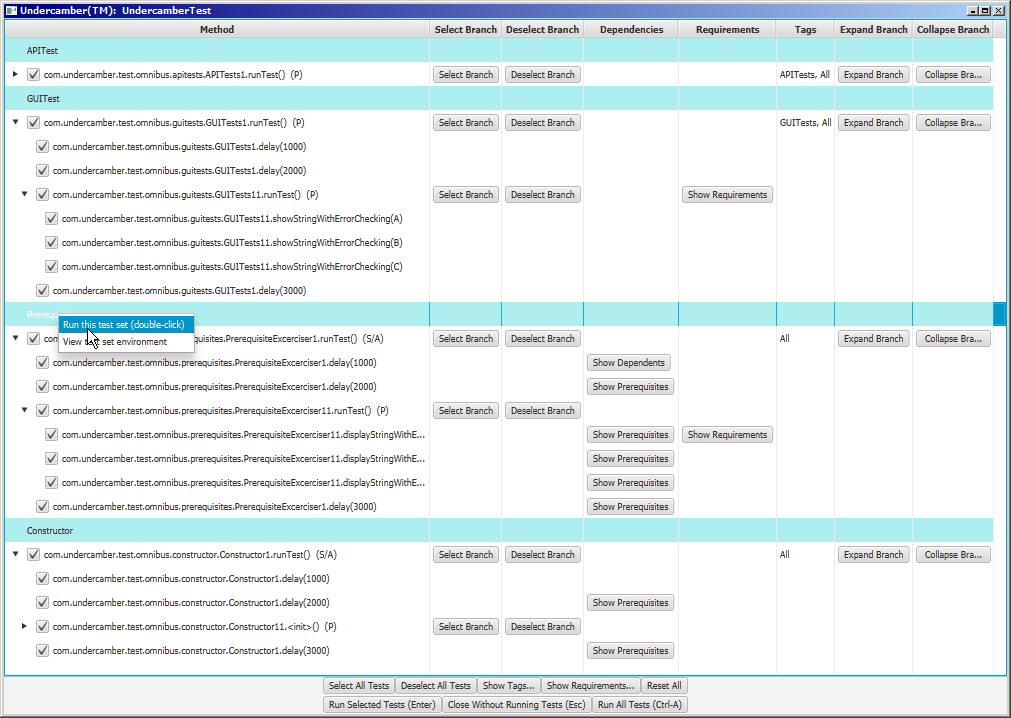 Undercamber(TM): UndercamberTest
Method Select Branch Deselect Branch Dependencies Requirements Tags Expand Branch Collapse Branch
APITest
com.undercamber.test.omnibus.apitests.APITests1.runTest() (P) Select Branch Deselect Branch APITests, All Expand Branch Collapse Bra...
GUITest
com.undercamber.test.omnibus.guitests.GUITests1.runTest() (P) Select Branch Deselect Branch GUITests, All Expand Branch Collapse Bra...
com.undercamber.test.omnibus.guitests.GUITests1.delay(1000)
com.undercamber.test.omnibus.guitests.GUITests1.delay(2000)
com.undercamber.test.omnibus.guitests.GUITests11.runTest() (P) Select Branch Deselect Branch Show Requirements
com.undercamber.test.omnibus.guitests.GUITests11.showStringWithErrorChecking(A)
com.undercamber.test.omnibus.guitests.GUITests11.showStringWithErrorChecking(B)
com.undercamber.test.omnibus.guitests.GUITests11.showStringWithErrorChecking(C)
com.undercamber.test.omnibus.guitests.GUITests1.delay(3000)
Run this test set (double-click)
View test set environment
uisites.PrerequisiteExcerciser1.runTest() (S/A) Select Branch Deselect Branch All Expand Branch Collapse Bra...
com.undercamber.test.omnibus.prerequisites.PrerequisiteExcerciser1.delay(1000) Show Dependents
com.undercamber.test.omnibus.prerequisites.PrerequisiteExcerciser1.delay(2000) Show Prerequisites
com.undercamber.test.omnibus.prerequisites.PrerequisiteExcerciser11.runTest() (P) Select Branch Deselect Branch
com.undercamber.test.omnibus.prerequisites.PrerequisiteExcerciser11.displayStringWithE... Show Prerequisites Show Requirements
com.undercamber.test.omnibus.prerequisites.PrerequisiteExcerciser11.displayStringWithE... Show Prerequisites
com.undercamber.test.omnibus.prerequisites.PrerequisiteExcerciser11.displayStringWithE... Show Prerequisites
com.undercamber.test.omnibus.prerequisites.PrerequisiteExcerciser1.delay(3000) Show Prerequisites
Constructor
com.undercamber.test.omnibus.constructor.Constructor1.runTest() (S/A) Select Branch Deselect Branch All Expand Branch Collapse Bra...
com.undercamber.test.omnibus.constructor.Constructor1.delay(1000)
com.undercamber.test.omnibus.constructor.Constructor1.delay(2000) Show Prerequisites
com.undercamber.test.omnibus.constructor.Constructor11.<init>() (P) Select Branch Deselect Branch
com.undercamber.test.omnibus.constructor.Constructor1.delay(3000) Show Prerequisites
Select All Tests Deselect All Tests Show Tags... Show Requirements... Reset All
Run Selected Tests (Enter) Close Without Running Tests (Esc) Run All Tests (Ctrl-A)